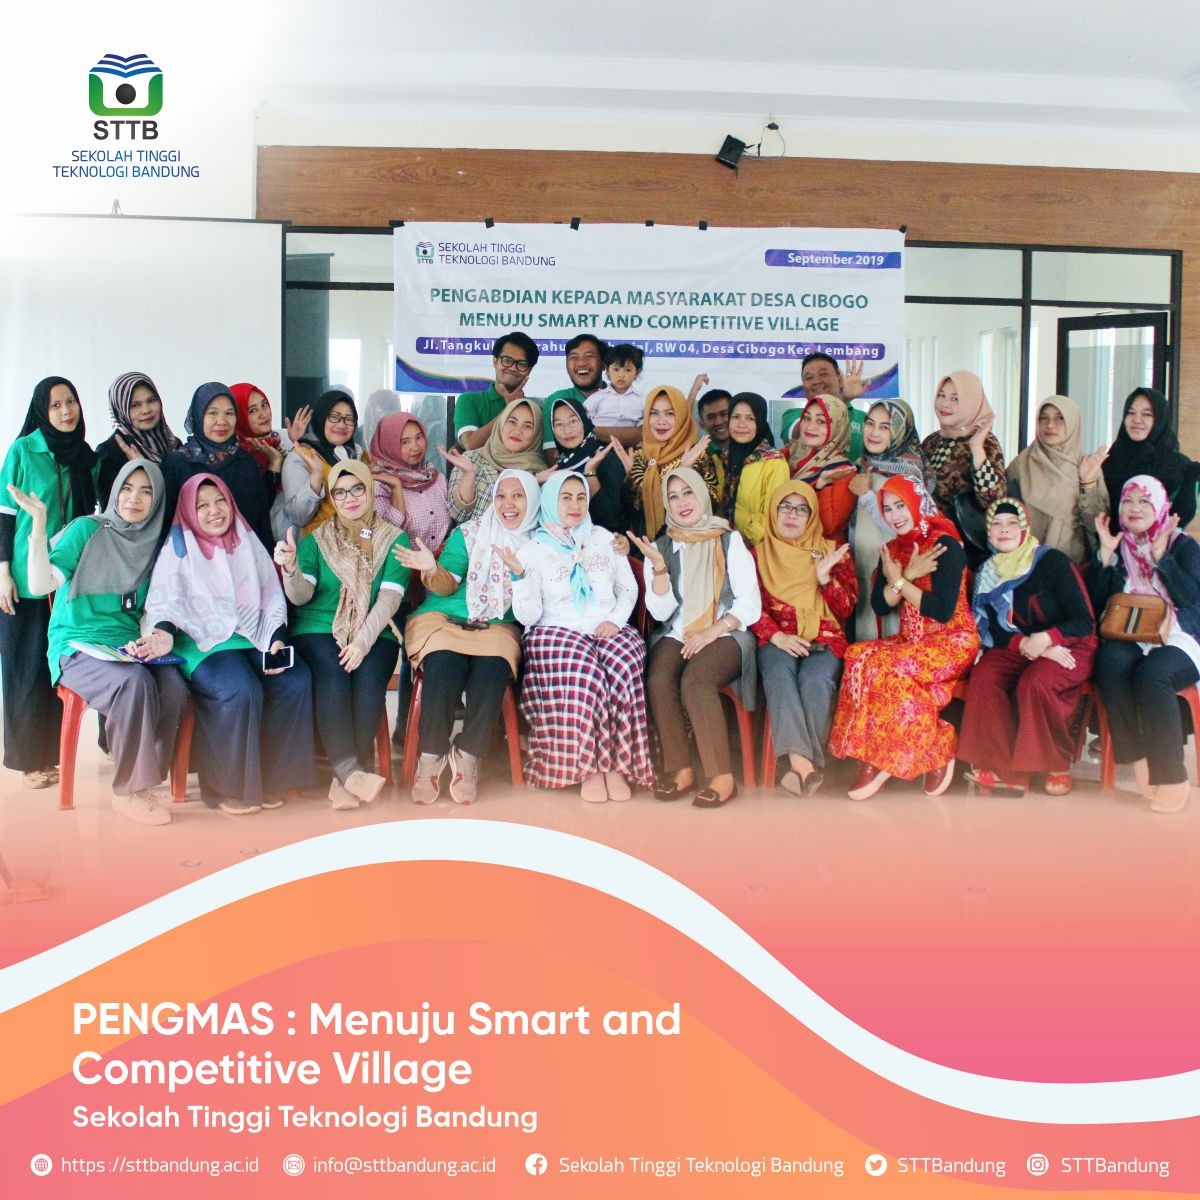 STTB
SEKOLAH TINGGI
TEKNOLOGI BANDUNG
STTB
SEKOLAH TINGGI
TEKNOLOGI BANDUNG
September 2019
PENGABDIAN KEPADA MASYARAKAT DESA CIBOGO
MENUJU SMART AND COMPETITIVE VILLAGE
Jl. RW 04, Desa Cibogo Kec. Lembang
PENGMAS : Menuju Smart and
Competitive Village
Sekolah Tinggi Teknologi Bandung
https://sttbandung.ac.id info@sttbandung.ac.id Sekolah Tinggi Teknologi Bandung STTBandung STTBandung